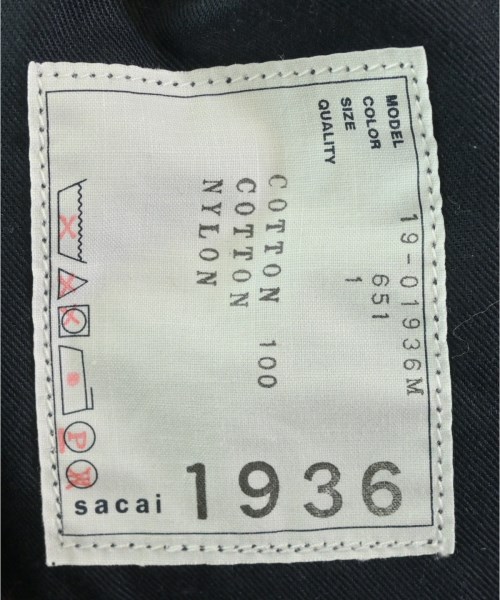 MODEL 19-01936M
COLOR 651
SIZE 1
QUALITY
COTTON 100
COTTON
NYLON
P
sacai 1936